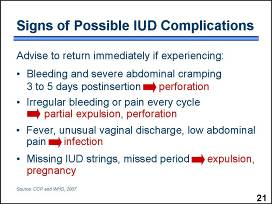 Signs of Possible IUD Complications
Advise to return immediately if experiencing:
• Bleeding and severe abdominal cramping
3 to 5 days postinsertion ➡ perforation
• Irregular bleeding or pain every cycle
➡ partial expulsion, perforation
• Fever, unusual vaginal discharge, low abdominal
pain ➡ infection
• Missing IUD strings, missed period ➡ expulsion,
pregnancy
Source: CCP and WHO, 2007.
21